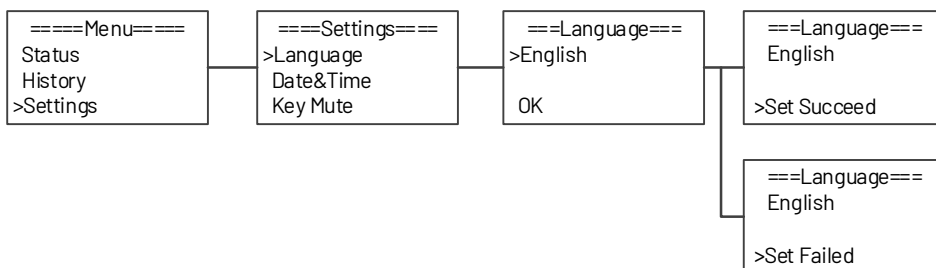 =====Menu=====
Status
History
>Settings
====Settings====
>Language
Date&Time
Key Mute
===Language===
>English
OK
===Language===
English
>Set Succeed
===Language===
English
>Set Failed